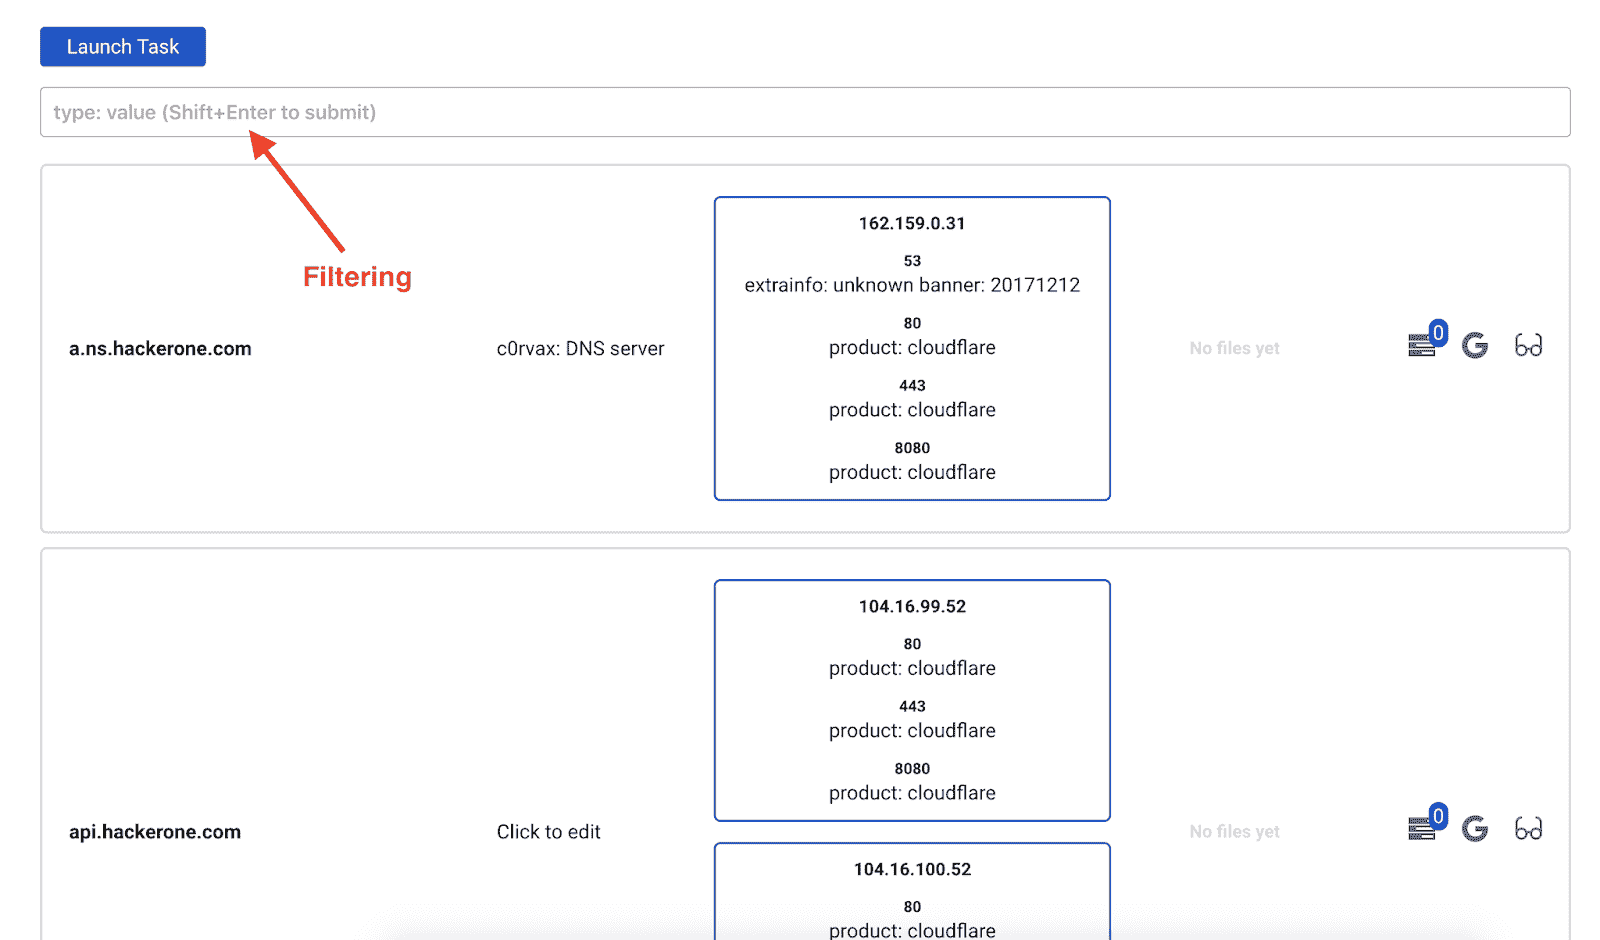 Launch Task
type: value (Shift+Enter to submit)
Filtering
a.ns.hackerone.com
c0rvax: DNS server
162.159.0.31
53
extrainfo: unknown banner: 20171212
80
product: cloudflare
443
product: cloudflare
8080
product: cloudflare
No files yet
0
api.hackerone.com
Click to edit
104.16.99.52
80
product: cloudflare
443
product: cloudflare
8080
product: cloudflare
104.16.100.52
80
product: cloudflare
No files yet
0